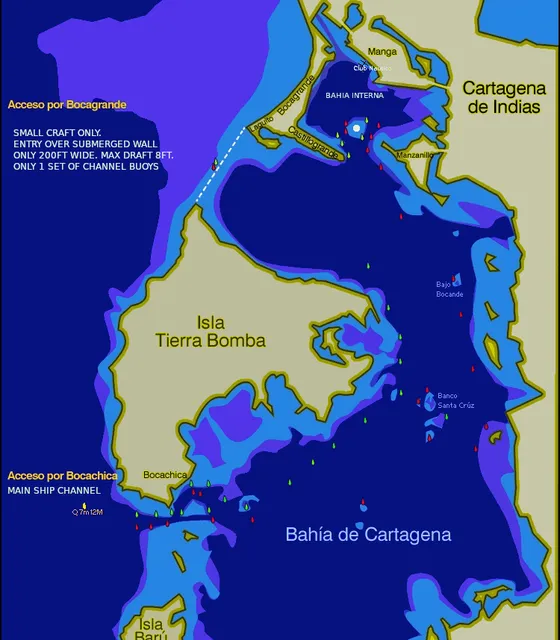 Manga
Club Nautico
Cartagena
de Indias
BAHIA INTERNA
Acceso por Bocagrande
Bocagrande
Laguito
Castillogrande
SMALL CRAFT ONLY.
ENTRY OVER SUBMERGED WALL
ONLY 200FT WIDE. MAX DRAFT 8FT.
ONLY 1 SET OF CHANNEL BUOYS
Manzanillo
Bajo
Bocande
Isla
Tierra Bomba
Banco
Santa Crúz
Acceso por Bocachica
Bocachica
MAIN SHIP CHANNEL
Q7m12M
Bahía de Cartagena
Isla
Barú